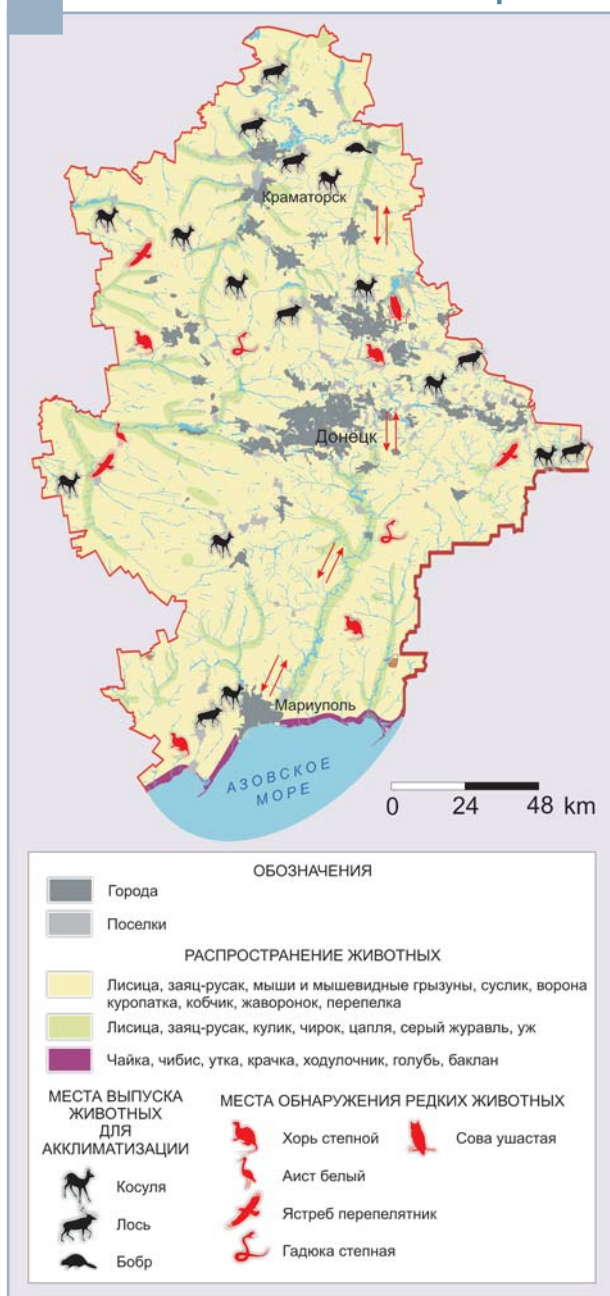 Краматорск
Донецк
Мариуполь
АЗОВСКОЕ
МОРЕ
0 24 48 km
ОБОЗНАЧЕНИЯ
Города
Поселки
РАСПРОСТРАНЕНИЕ ЖИВОТНЫХ
Лисица, заяц-русак, мыши и мышевидные грызуны, суслик, ворона
куропатка, кобчик, жаворонок, перепелка
Лисица, заяц-русак, кулик, чирок, цапля, серый журавль, уж
Чайка, чибис, утка, крачка, ходулочник, голубь, баклан
МЕСТА ВЫПУСКА
ЖИВОТНЫХ
ДЛЯ
АККЛИМАТИЗАЦИИ
Косуля
Лось
Бобр
МЕСТА ОБНАРУЖЕНИЯ РЕДКИХ ЖИВОТНЫХ
Хорь степной
Сова ушастая
Аист белый
Ястреб перепелятник
Гадюка степная